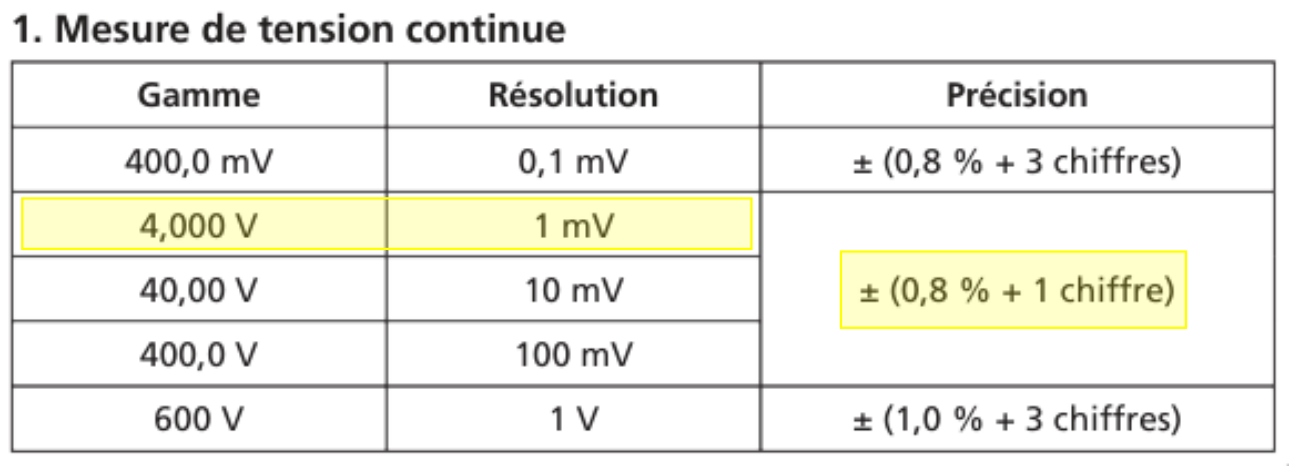 1. Mesure de tension continue
Gamme Résolution Précision
400,0 mV 0,1 mV ± (0,8 % + 3 chiffres)
4,000 V 1 mV
40,00 V 10 mV ± (0,8 % + 1 chiffre)
400,0 V 100 mV
600 V 1 V ± (1,0 % + 3 chiffres)